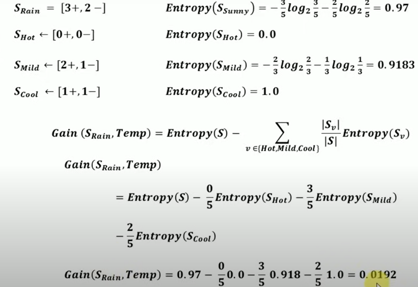 S_Rain = [3+, 2 −] Entropy(S_Sunny) = − 3/5 log₂ 3/5 − 2/5 log₂ 2/5 = 0.97
S_Hot ← [0+, 0−] Entropy(S_Hot) = 0.0
S_Mild ← [2+, 1−] Entropy(S_Mild) = − 2/3 log₂ 2/3 − 1/3 log₂ 1/3 = 0.9183
S_Cool ← [1+, 1−] Entropy(S_Cool) = 1.0
Gain (S_Rain, Temp) = Entropy(S) − ∑ v ∈{Hot,Mild,Cool} |S_v|/|S| Entropy(S_v)
Gain(S_Rain, Temp)
= Entropy(S) − 0/5 Entropy(S_Hot) − 3/5 Entropy(S_Mild)
− 2/5 Entropy(S_Cool)
Gain(S_Rain, Temp) = 0.97 − 0/5 0.0 − 3/5 0.918 − 2/5 1.0 = 0.0192